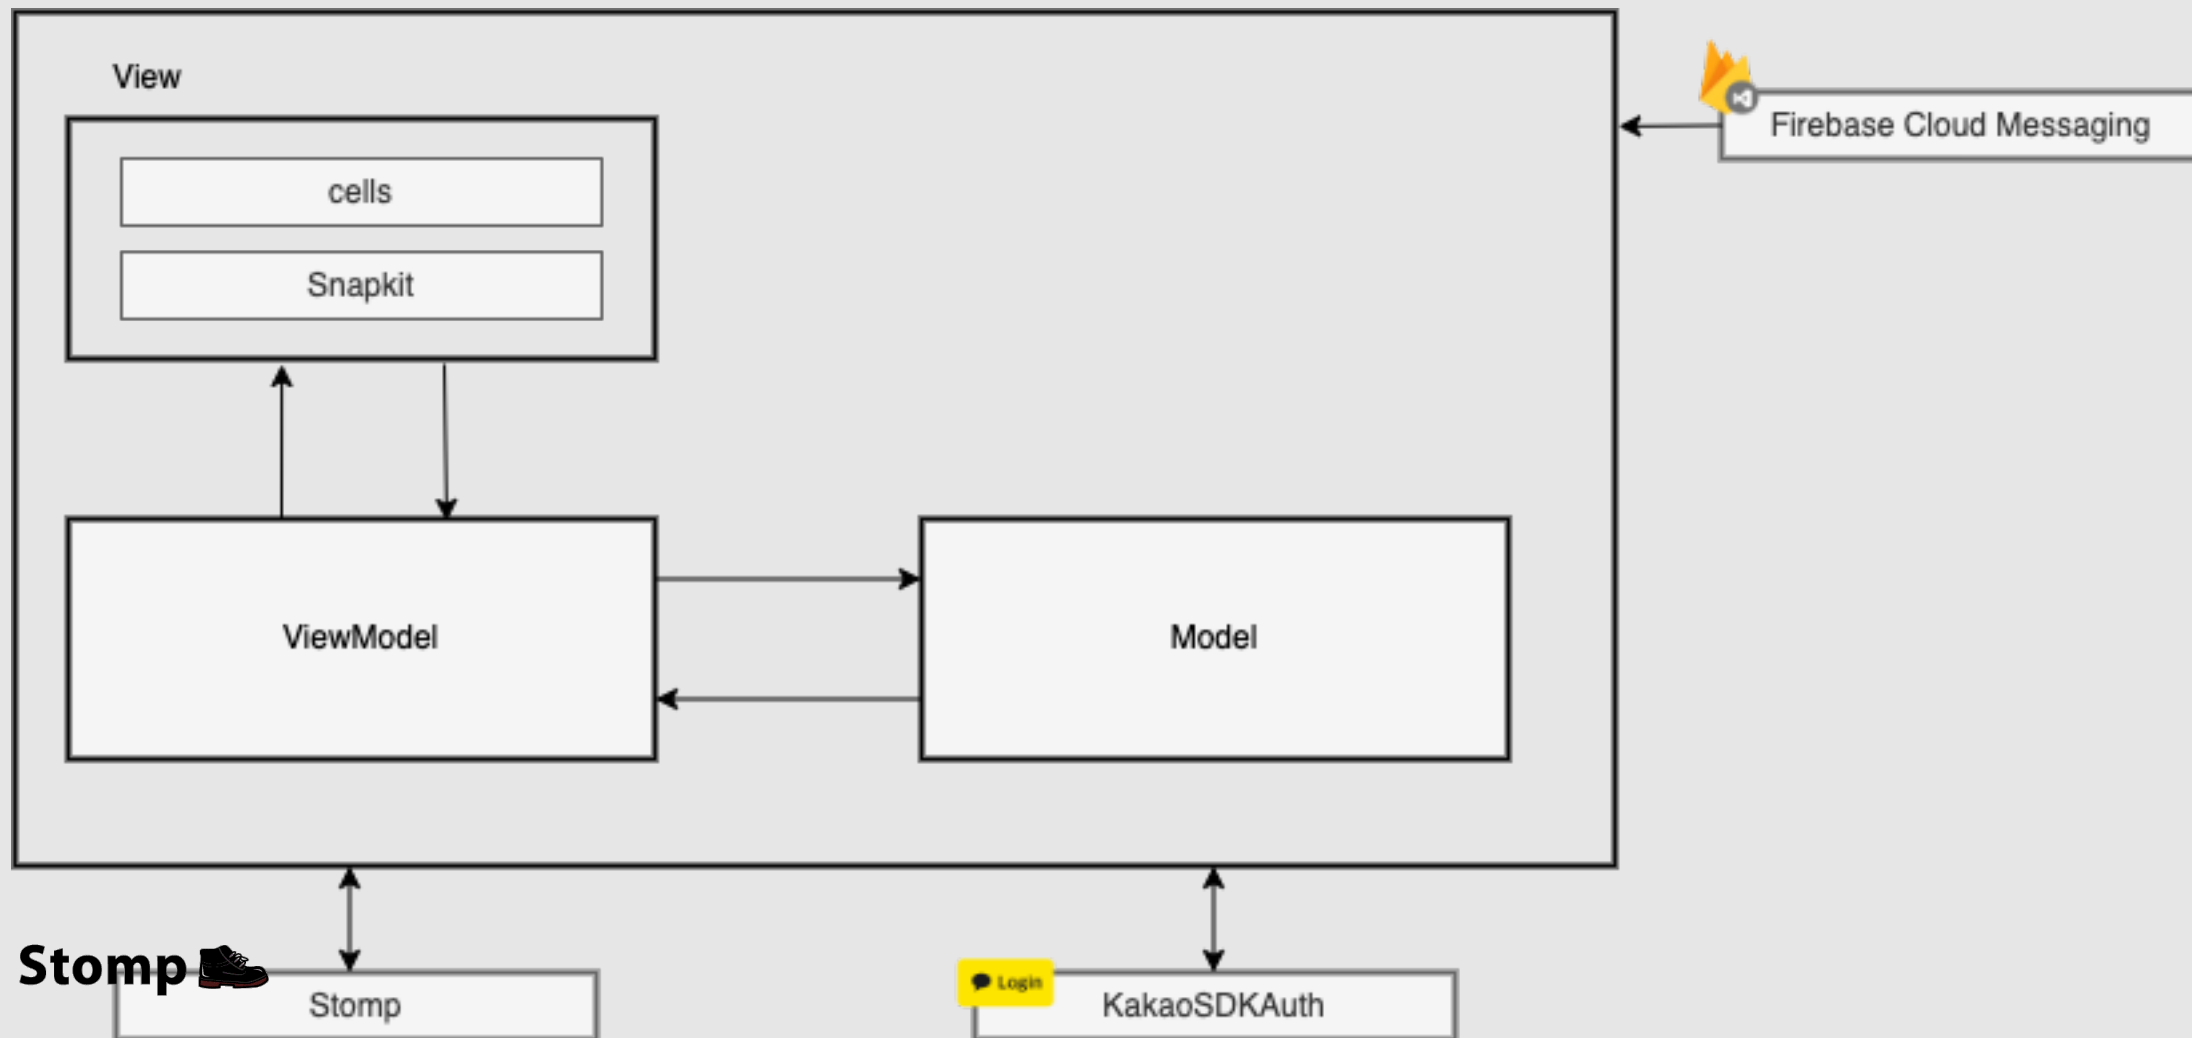 View
cells
Snapkit
Firebase Cloud Messaging
ViewModel
Model
Stomp
Stomp
Login
KakaoSDKAuth